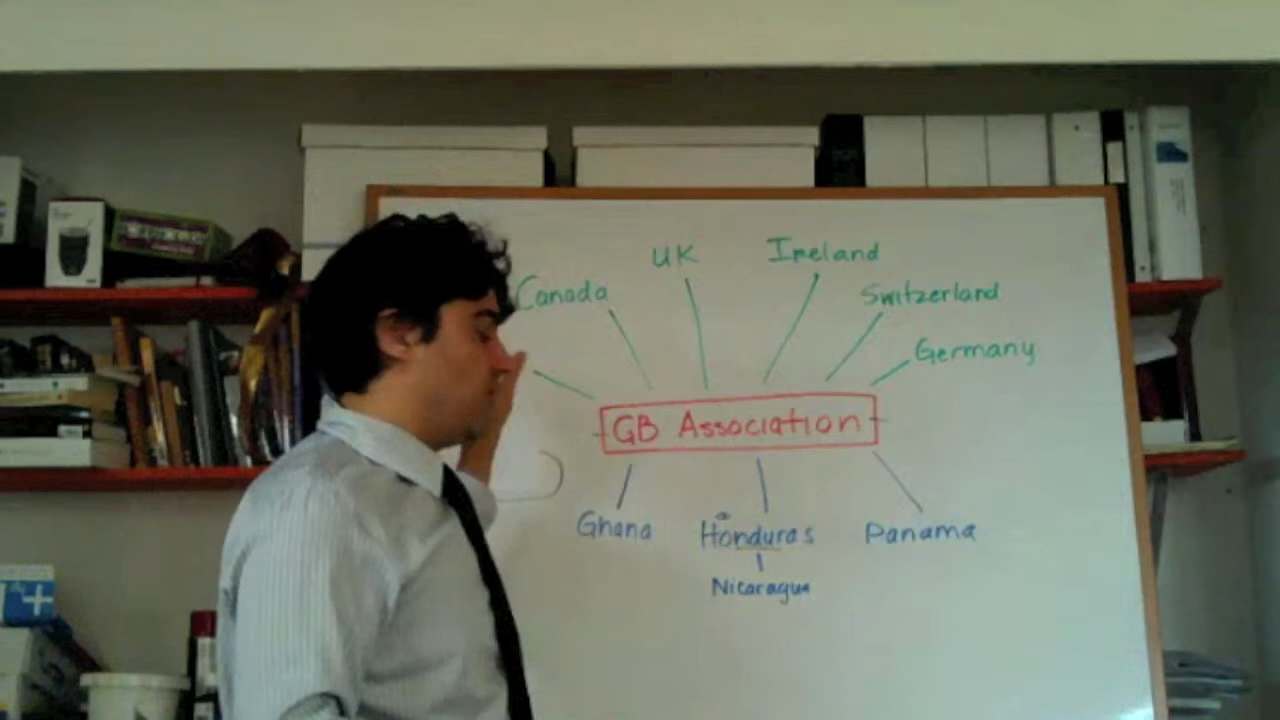 UK
Ireland
Canada
Switzerland
Germany
GB Association
Ghana
Honduras
Panama
Nicaragua